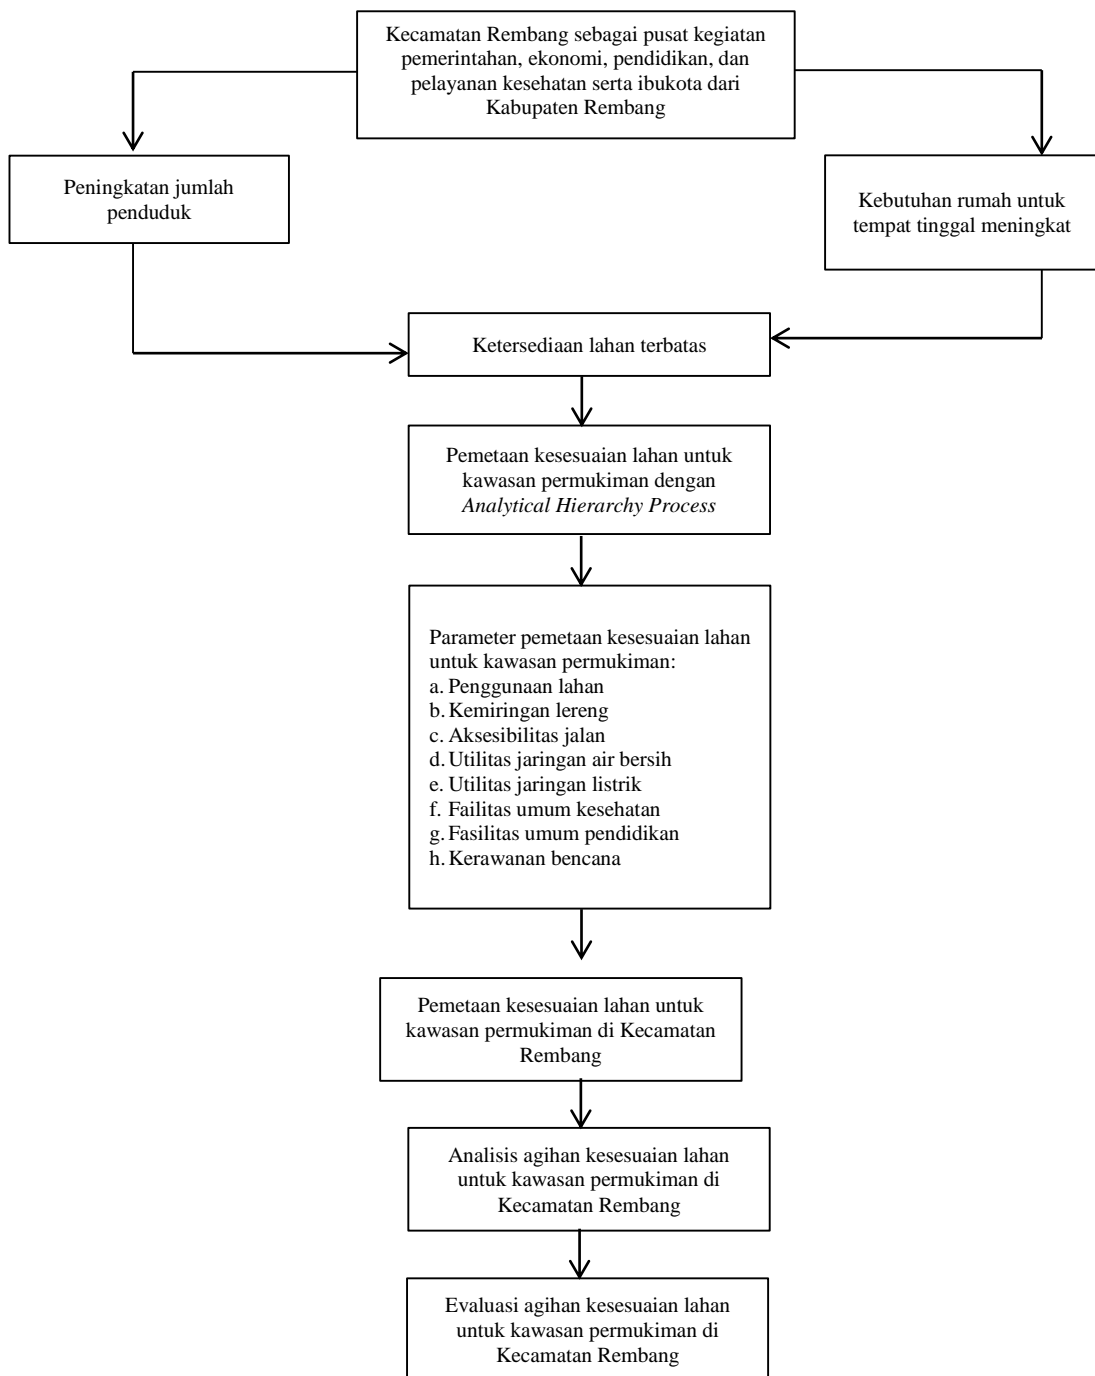 Kecamatan Rembang sebagai pusat kegiatan
pemerintahan, ekonomi, pendidikan, dan
pelayanan kesehatan serta ibukota dari
Kabupaten Rembang
Peningkatan jumlah
penduduk
Kebutuhan rumah untuk
tempat tinggal meningkat
Ketersediaan lahan terbatas
Pemetaan kesesuaian lahan untuk
kawasan permukiman dengan
Analytical Hierarchy Process
Parameter pemetaan kesesuaian lahan
untuk kawasan permukiman:
a. Penggunaan lahan
b. Kemiringan lereng
c. Aksesibilitas jalan
d. Utilitas jaringan air bersih
e. Utilitas jaringan listrik
f. Failitas umum kesehatan
g. Fasilitas umum pendidikan
h. Kerawanan bencana
Pemetaan kesesuaian lahan untuk
kawasan permukiman di Kecamatan
Rembang
Analisis agihan kesesuaian lahan
untuk kawasan permukiman di
Kecamatan Rembang
Evaluasi agihan kesesuaian lahan
untuk kawasan permukiman di
Kecamatan Rembang